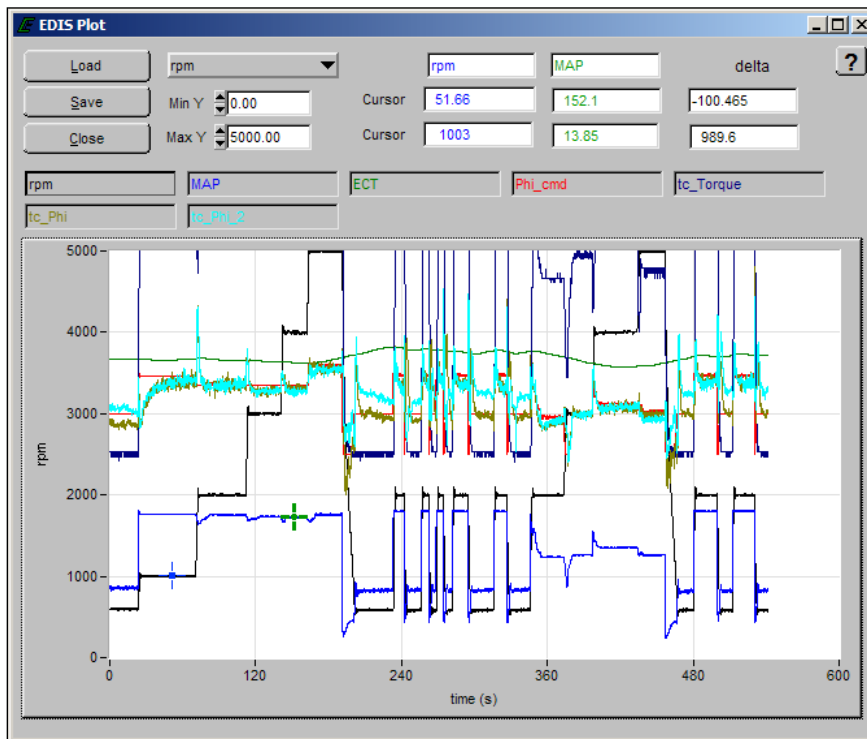 EDIS Plot
Load rpm rpm MAP delta ?
Save Min Y 0.00 Cursor 51.66 152.1 -100.465
Close Max Y 5000.00 Cursor 1003 13.85 989.6
rpm MAP ECT Phi_cmd tc_Torque
tc_Phi tc_Phi_2
5000
4000
3000
rpm
2000
1000
0
0 120 240 360 480 600
time (s)